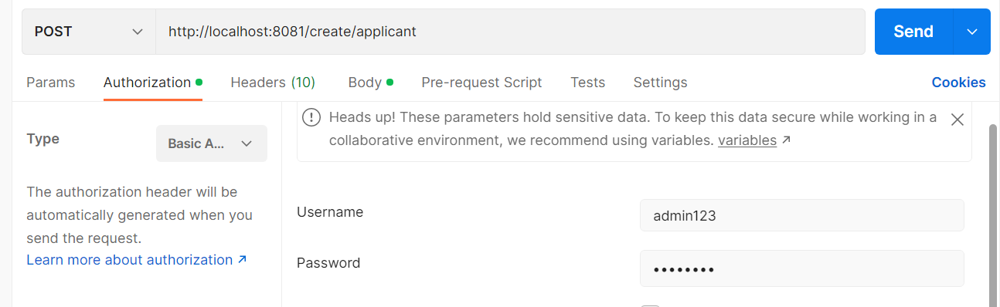 POST http://localhost:8081/create/applicant Send
Params Authorization Headers (10) Body Pre-request Script Tests Settings Cookies
Type Basic A...
The authorization header will be
automatically generated when you
send the request.
Learn more about authorization ↗
Heads up! These parameters hold sensitive data. To keep this data secure while working in a
collaborative environment, we recommend using variables. variables ↗
Username admin123
Password ••••••••